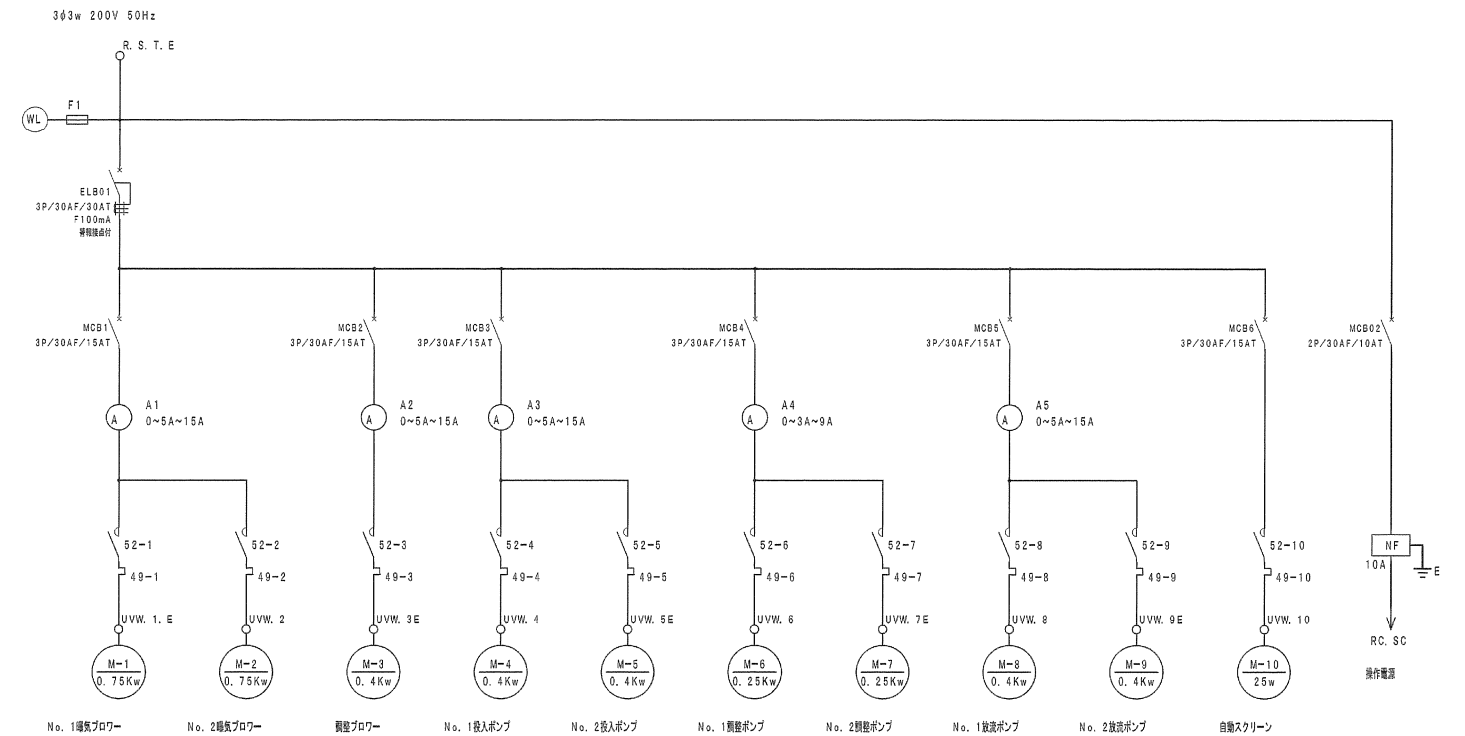 3φ3w 200V 50Hz
R. S. T. E
F1
WL
ELB01
3P/30AF/30AT
F100mA
警報接点付
MCB1
3P/30AF/15AT
MCB2
3P/30AF/15AT
MCB3
3P/30AF/15AT
MCB4
3P/30AF/15AT
MCB5
3P/30AF/15AT
MCB6
3P/30AF/15AT
MCB02
2P/30AF/10AT
A
A1
0~5A~15A
A
A2
0~5A~15A
A
A3
0~5A~15A
A
A4
0~3A~9A
A
A5
0~5A~15A
52-1
52-2
52-3
52-4
52-5
52-6
52-7
52-8
52-9
52-10
NF
10A
E
49-1
49-2
49-3
49-4
49-5
49-6
49-7
49-8
49-9
49-10
UVW. 1. E
UVW. 2
UVW. 3E
UVW. 4
UVW. 5E
UVW. 6
UVW. 7E
UVW. 8
UVW. 9E
UVW. 10
RC. SC
操作電源
M-1
0. 75Kw
M-2
0. 75Kw
M-3
0. 4Kw
M-4
0. 4Kw
M-5
0. 4Kw
M-6
0. 25Kw
M-7
0. 25Kw
M-8
0. 4Kw
M-9
0. 4Kw
M-10
25w
No. 1曝気ブロワー
No. 2曝気ブロワー
調整ブロワー
No. 1投入ポンプ
No. 2投入ポンプ
No. 1調整ポンプ
No. 2調整ポンプ
No. 1放流ポンプ
No. 2放流ポンプ
自動スクリーン